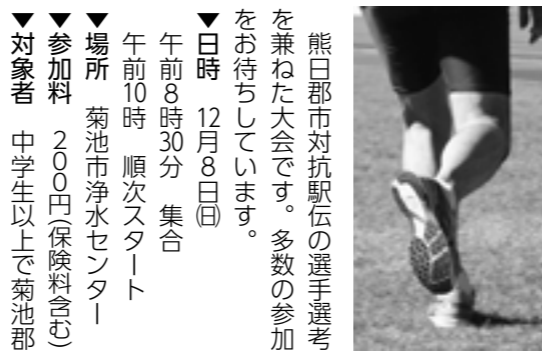 熊日郡市対抗駅伝の選手選考
を兼ねた大会です。多数の参加
をお待ちしています。
▼日時　12月8日㈰
午前8時30分　集合
午前10時　順次スタート
▼場所　菊池市浄水センター
▼参加料　200円(保険料含む)
▼対象者　中学生以上で菊池郡